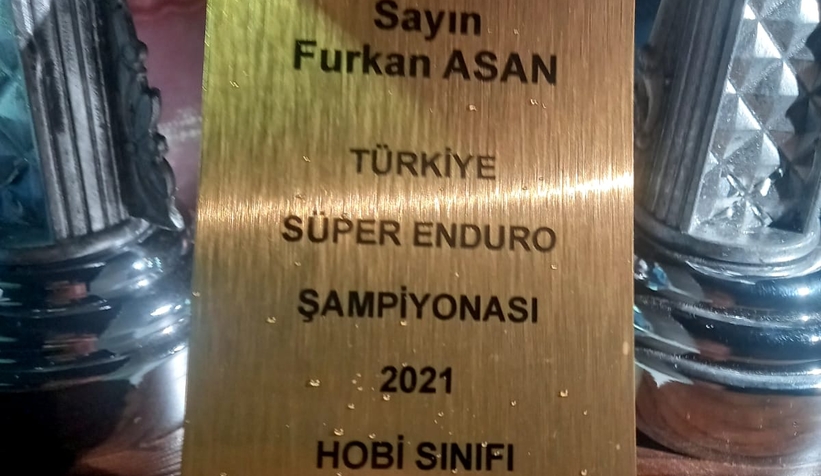 Sayın
Furkan ASAN
TÜRKİYE
SÜPER ENDURO
ŞAMPİYONASI
2021
HOBİ SINIFI